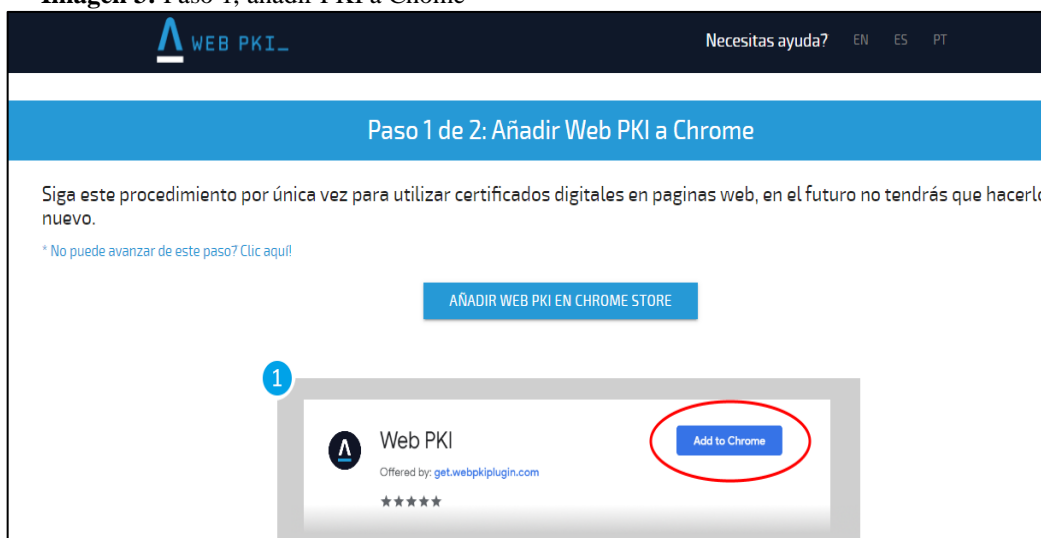 Imagen 3: Paso 1, añadir PKI a Chome
WEB PKI_
Necesitas ayuda? EN ES PT
Paso 1 de 2: Añadir Web PKI a Chrome
Siga este procedimiento por única vez para utilizar certificados digitales en paginas web, en el futuro no tendrás que hacerlo
nuevo.
* No puede avanzar de este paso? Clic aquí!
AÑADIR WEB PKI EN CHROME STORE
1
Web PKI
Add to Chrome
Offered by: get.webpkiplugin.com